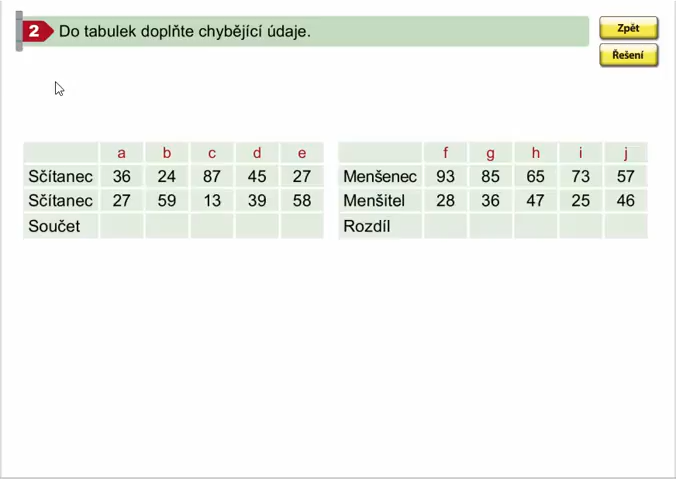 2 Do tabulek doplňte chybějící údaje.
Zpět
Řešení
a b c d e
Sčítanec 36 24 87 45 27
Sčítanec 27 59 13 39 58
Součet
f g h i j
Menšenec 93 85 65 73 57
Menšitel 28 36 47 25 46
Rozdíl